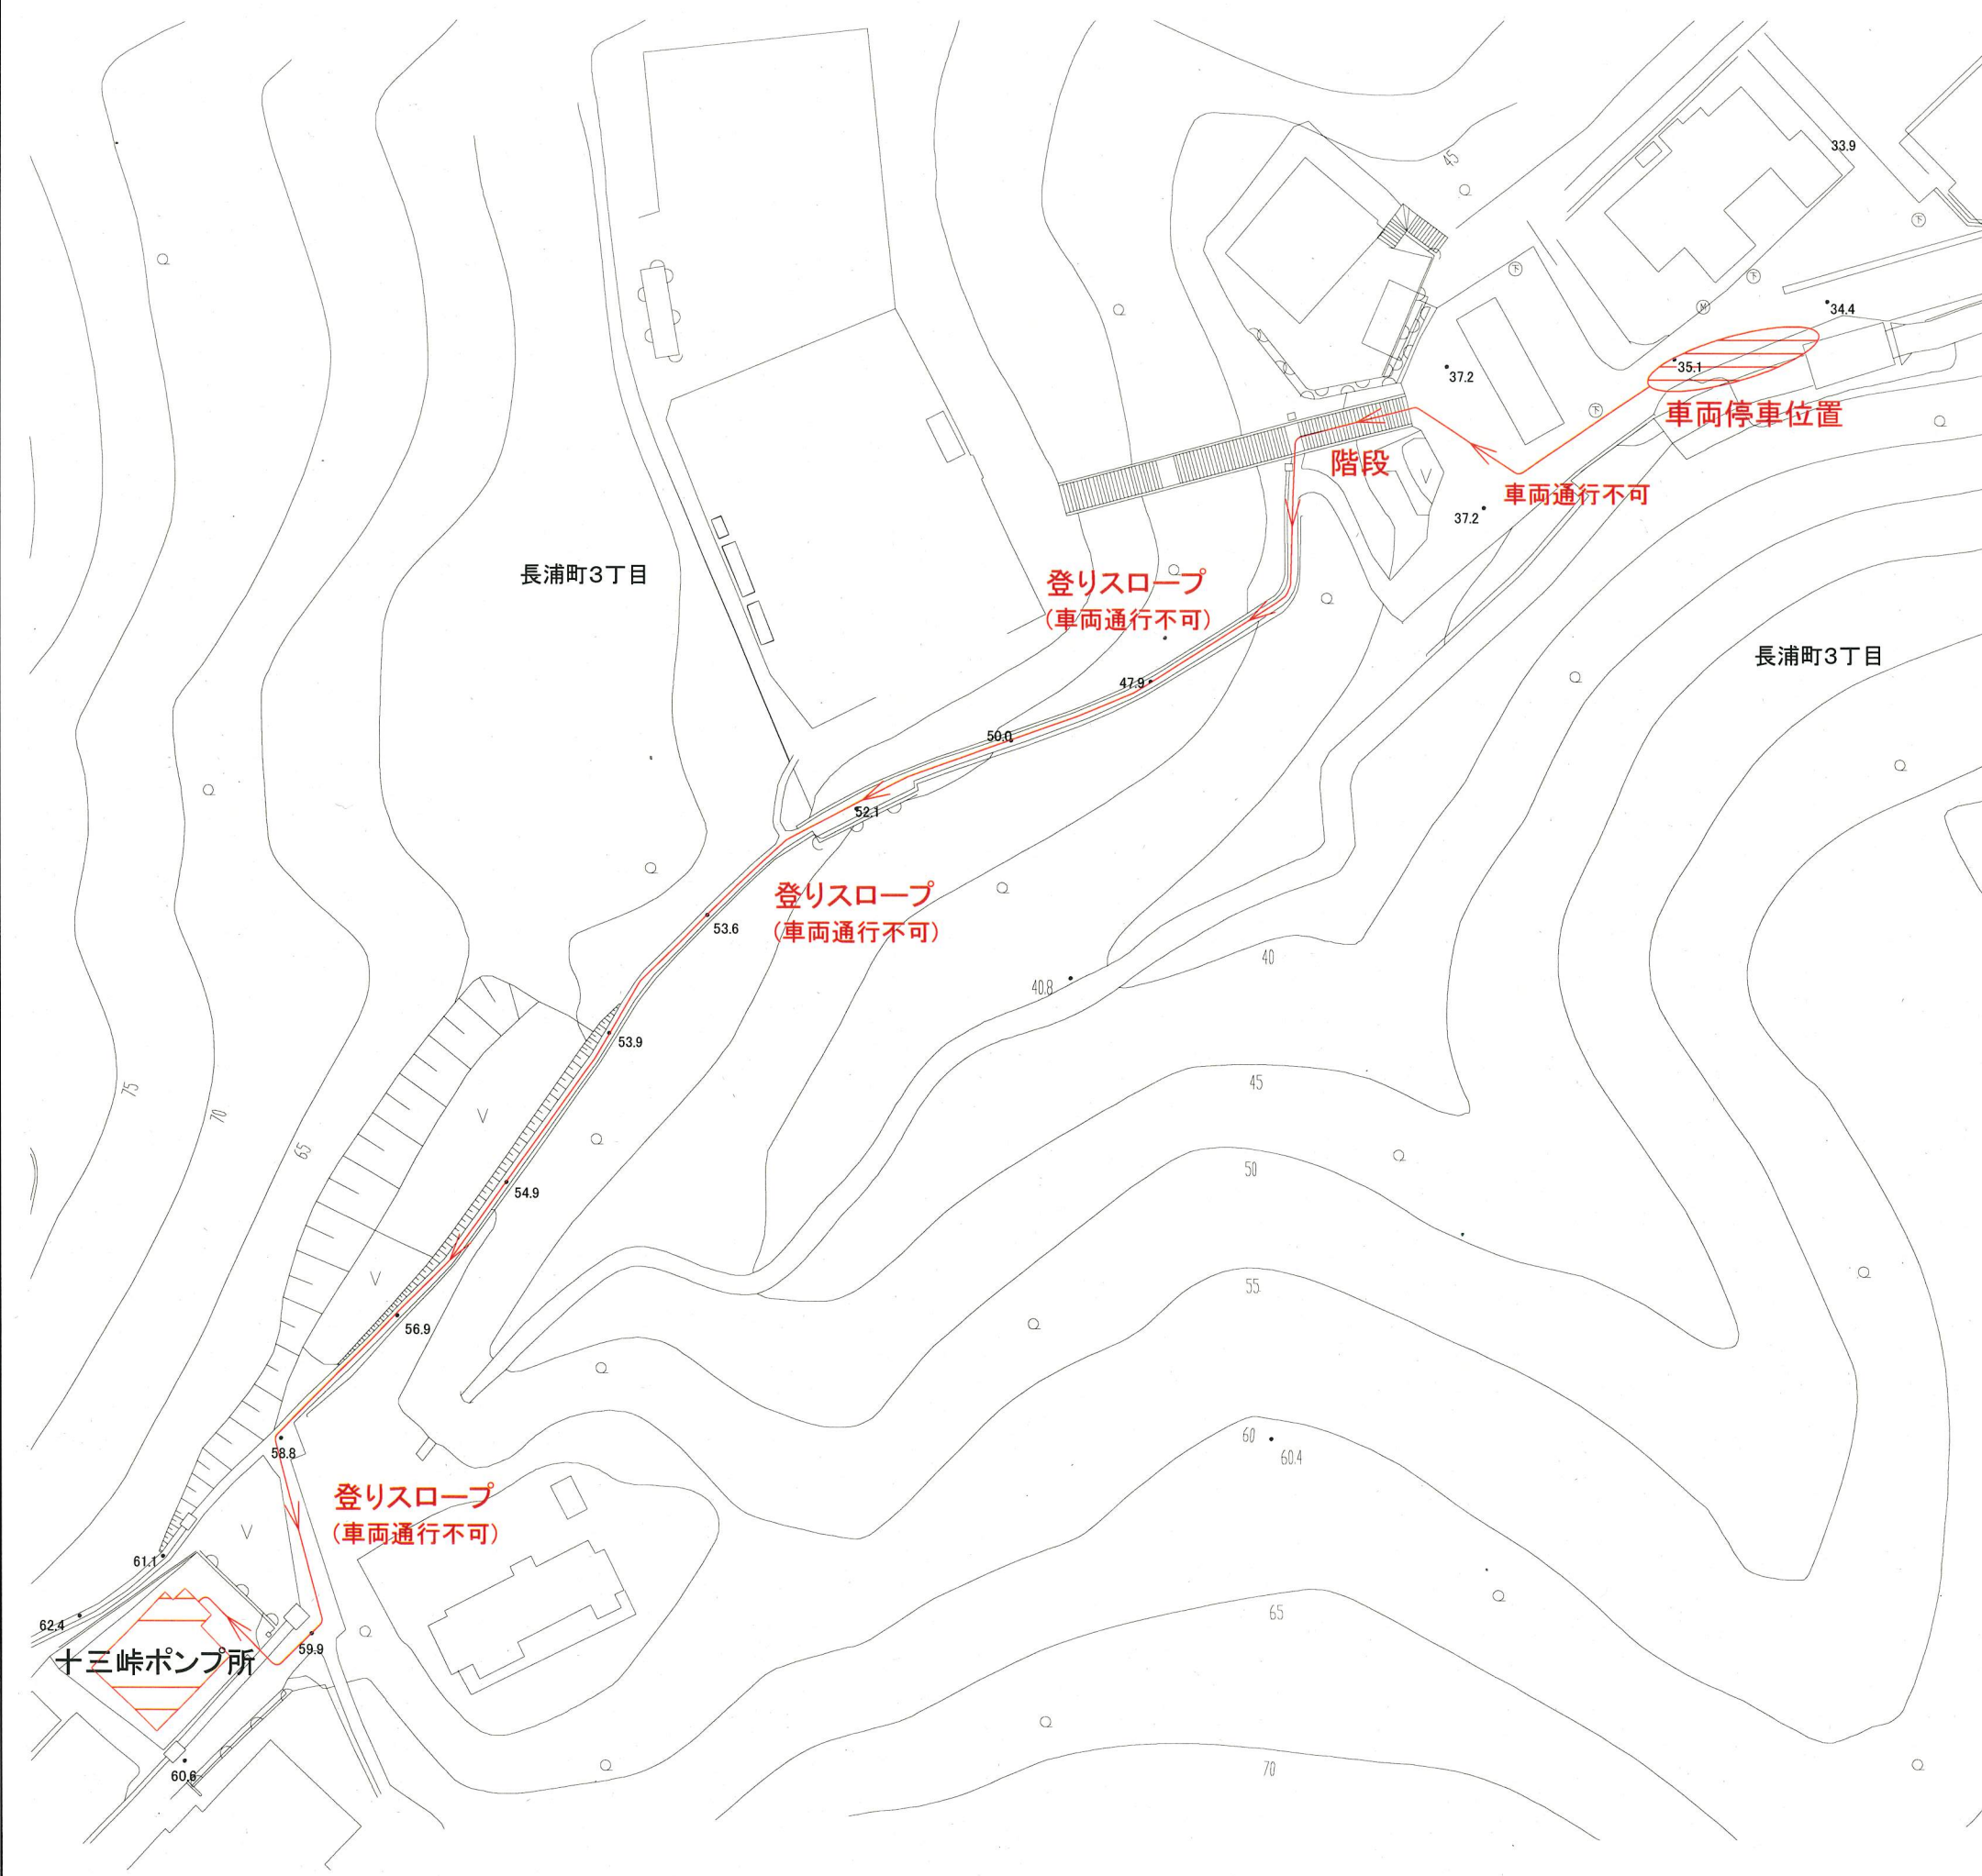 33.9
45
34.4
35.1
37.2
車両停車位置
階段
車両通行不可
37.2
長浦町3丁目
登りスロープ
(車両通行不可)
長浦町3丁目
47.9
50.0
52.1
登りスロープ
(車両通行不可)
53.6
40
40.8
53.9
45
75
70
65
50
54.9
55
56.9
60
60.4
58.8
登りスロープ
(車両通行不可)
61.1
65
62.4
59.9
十三峠ポンプ所
70
60.6